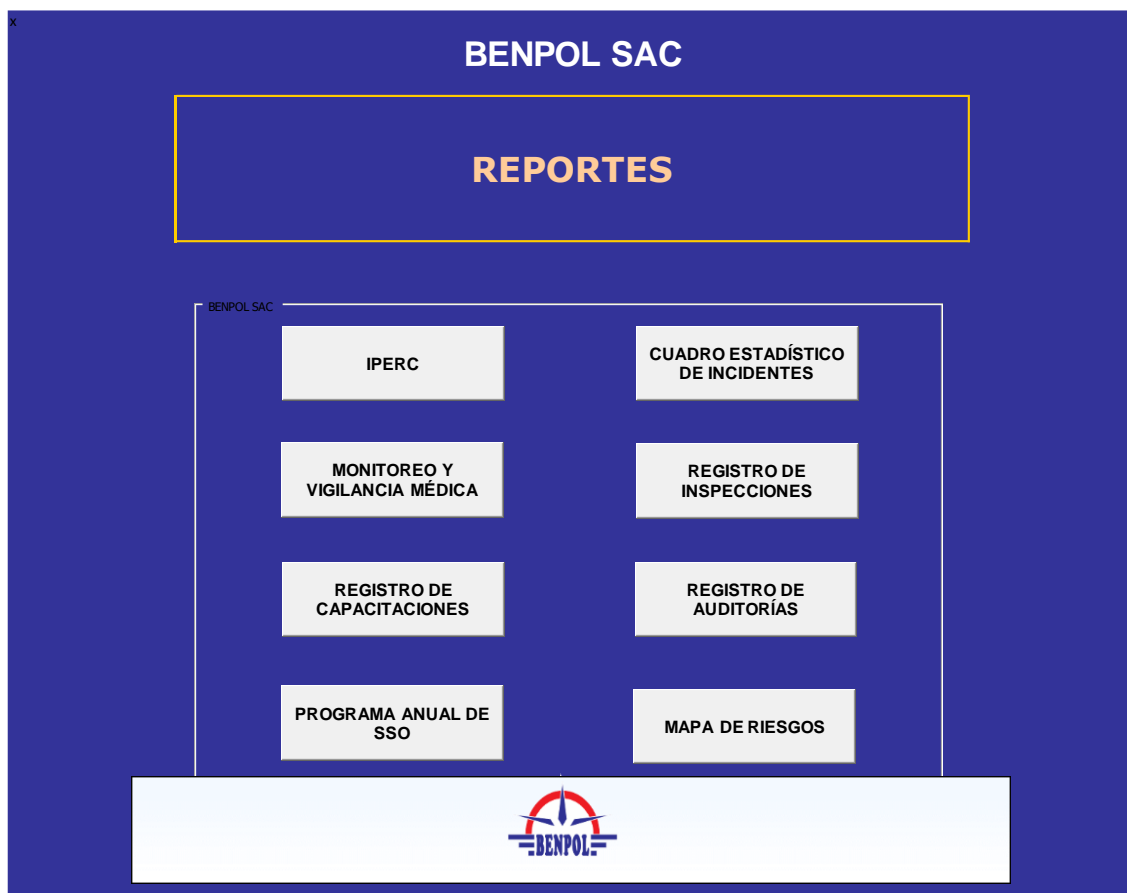 x
BENPOL SAC
REPORTES
BENPOL SAC
IPERC
CUADRO ESTADÍSTICO
DE INCIDENTES
MONITOREO Y
VIGILANCIA MÉDICA
REGISTRO DE
INSPECCIONES
REGISTRO DE
CAPACITACIONES
REGISTRO DE
AUDITORÍAS
PROGRAMA ANUAL DE
SSO
MAPA DE RIESGOS
BENPOL